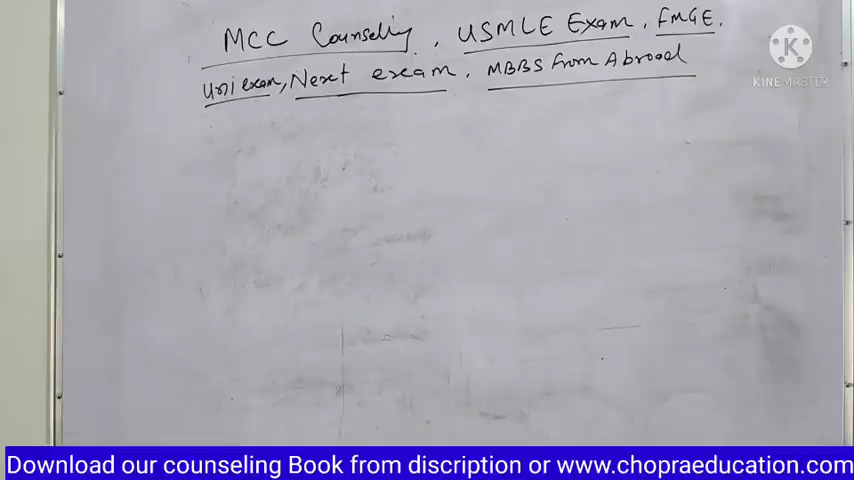 MCC Counseling, USMLE Exam, FMGE.
Uni exam, Next exam, MBBS from Abroad
K
KINEMASTER
Download our counseling Book from discription or www.chopraeducation.com